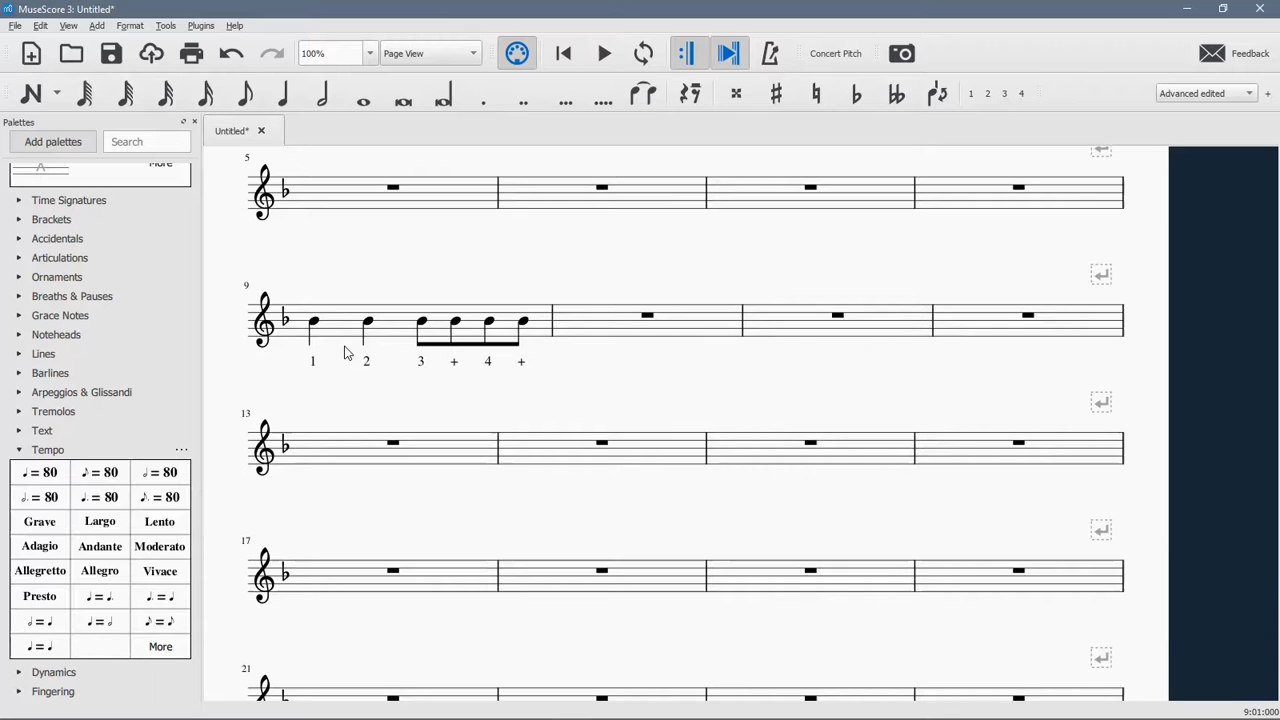 MuseScore 3: Untitled*
File Edit View Add Format Tools Plugins Help
100% Page View Concert Pitch Feedback
1 2 3 4 Advanced edited +
Palettes
Add palettes Search
Untitled*
More
Time Signatures
Brackets
Accidentals
Articulations
Ornaments
Breaths & Pauses
Grace Notes
Noteheads
Lines
Barlines
Arpeggios & Glissandi
Tremolos
Text
Tempo ...
♩ = 80 ♪ = 80 𝅗𝅥 = 80
𝅗𝅥. = 80 ♩. = 80 ♪. = 80
Grave Largo Lento
Adagio Andante Moderato
Allegretto Allegro Vivace
Presto
More
Dynamics
Fingering
5
9
1 2 3 + 4 +
13
17
21
9:01:000